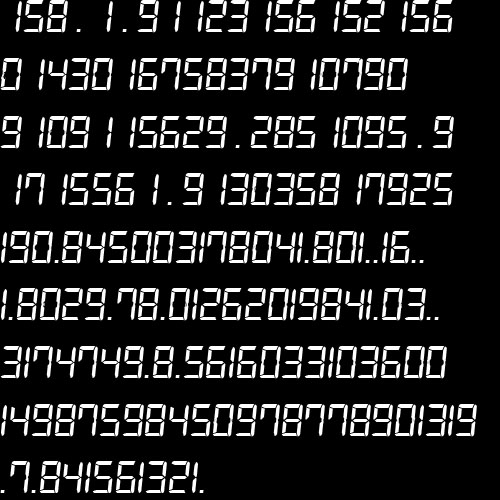 158 . 1 . 9 1 1 123 156 152 156
0 1430 16758379 10790
9 109 1 15629 . 285 1095 . 9
17 1556 1 . 9 130358 17925
190.845003178041.801..16..
1.8029.78.01262019841.03..
3174749.8.5616033103600
14987598450978778901319
.7.841561321.